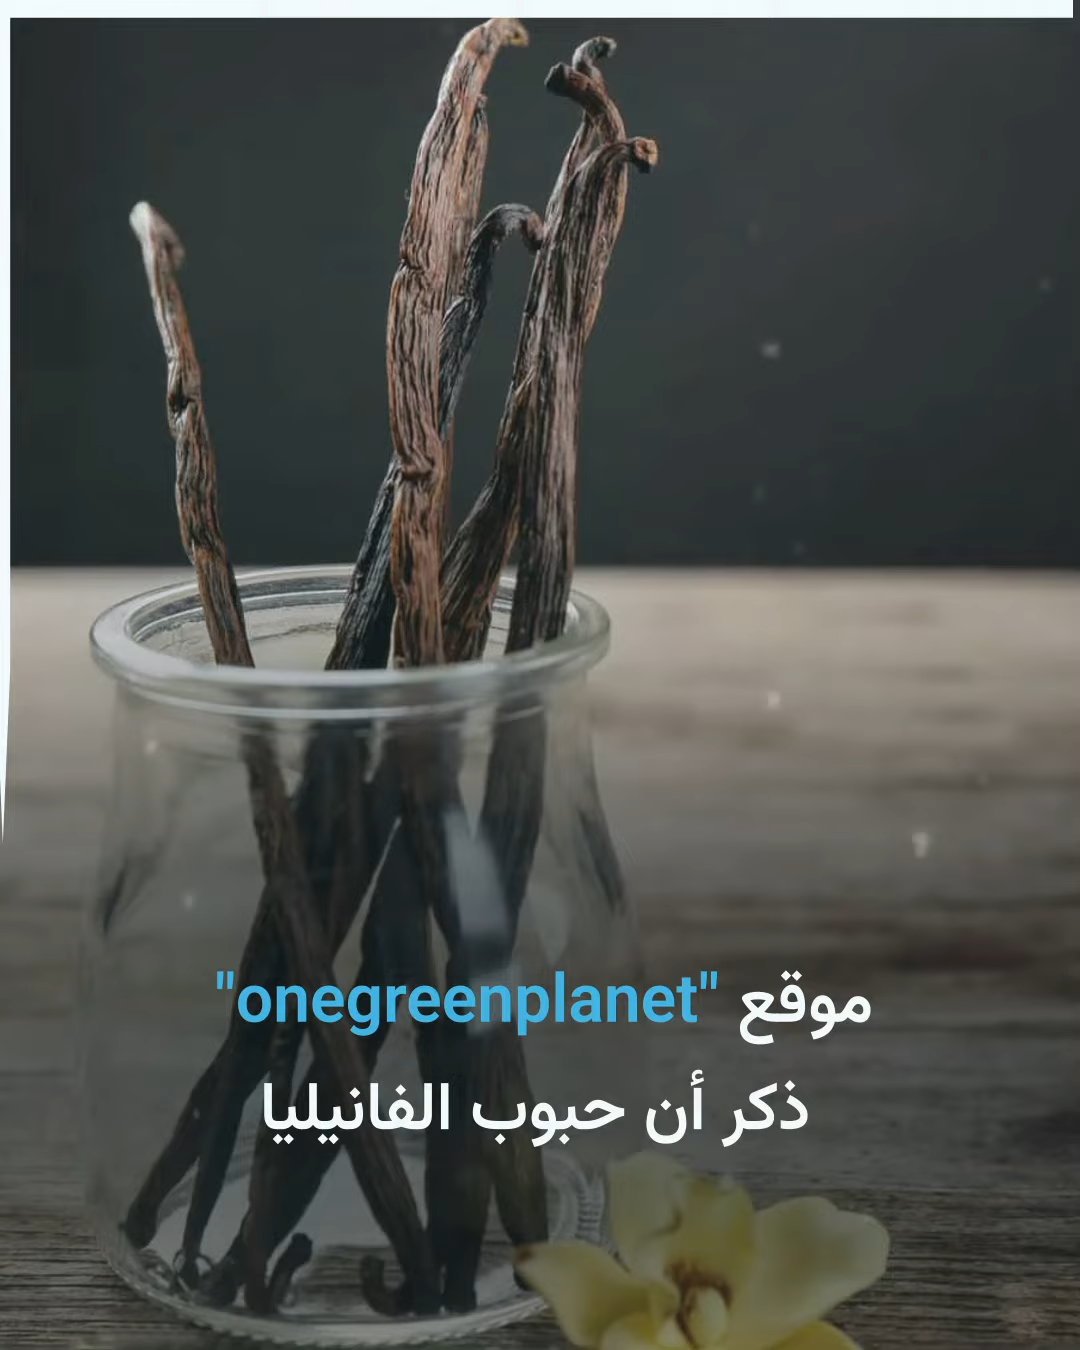 موقع "onegreenplanet"
ذكر أن حبوب الفانيليا